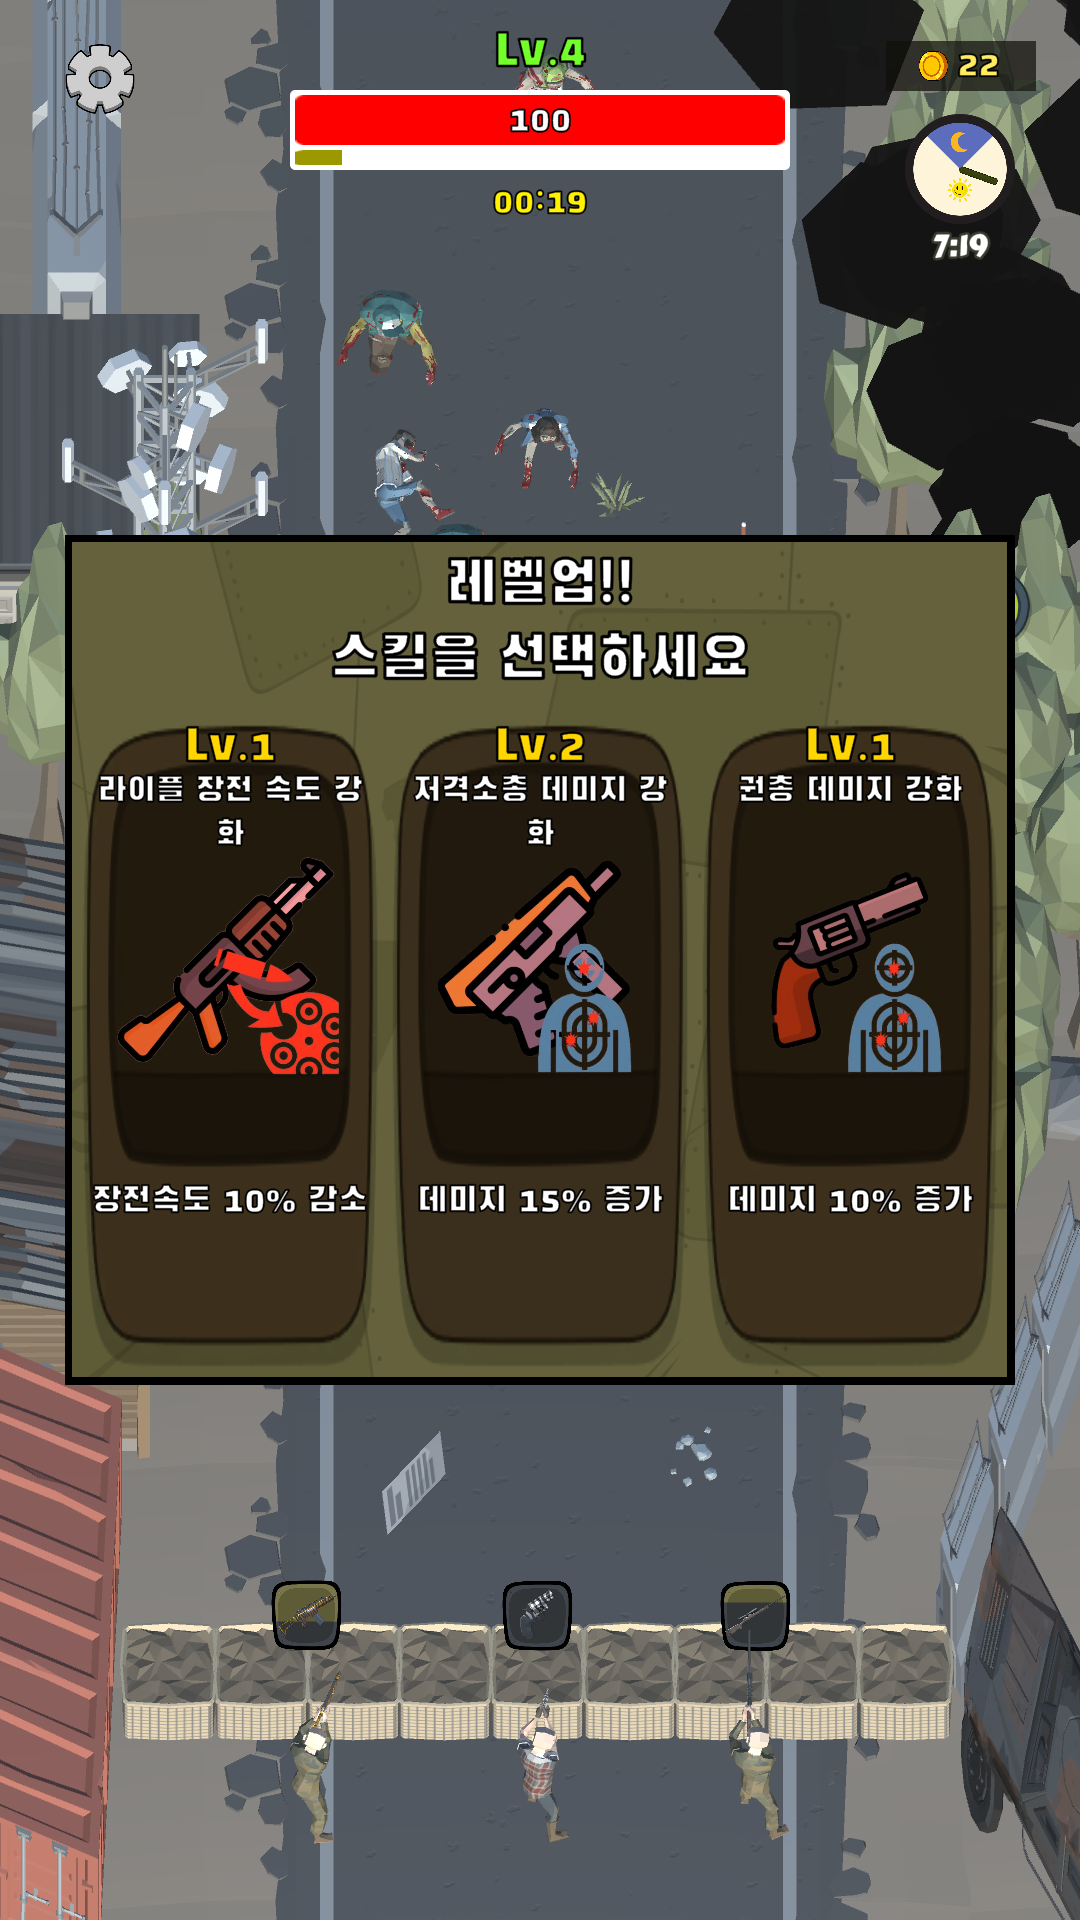 Lv.4
22
100
00:19
7:19
레벨업!!
스킬을 선택하세요
Lv.1
라이플 장전 속도 강
화
장전속도 10% 감소
Lv.2
저격소총 데미지 강
화
데미지 15% 증가
Lv.1
권총 데미지 강화
데미지 10% 증가